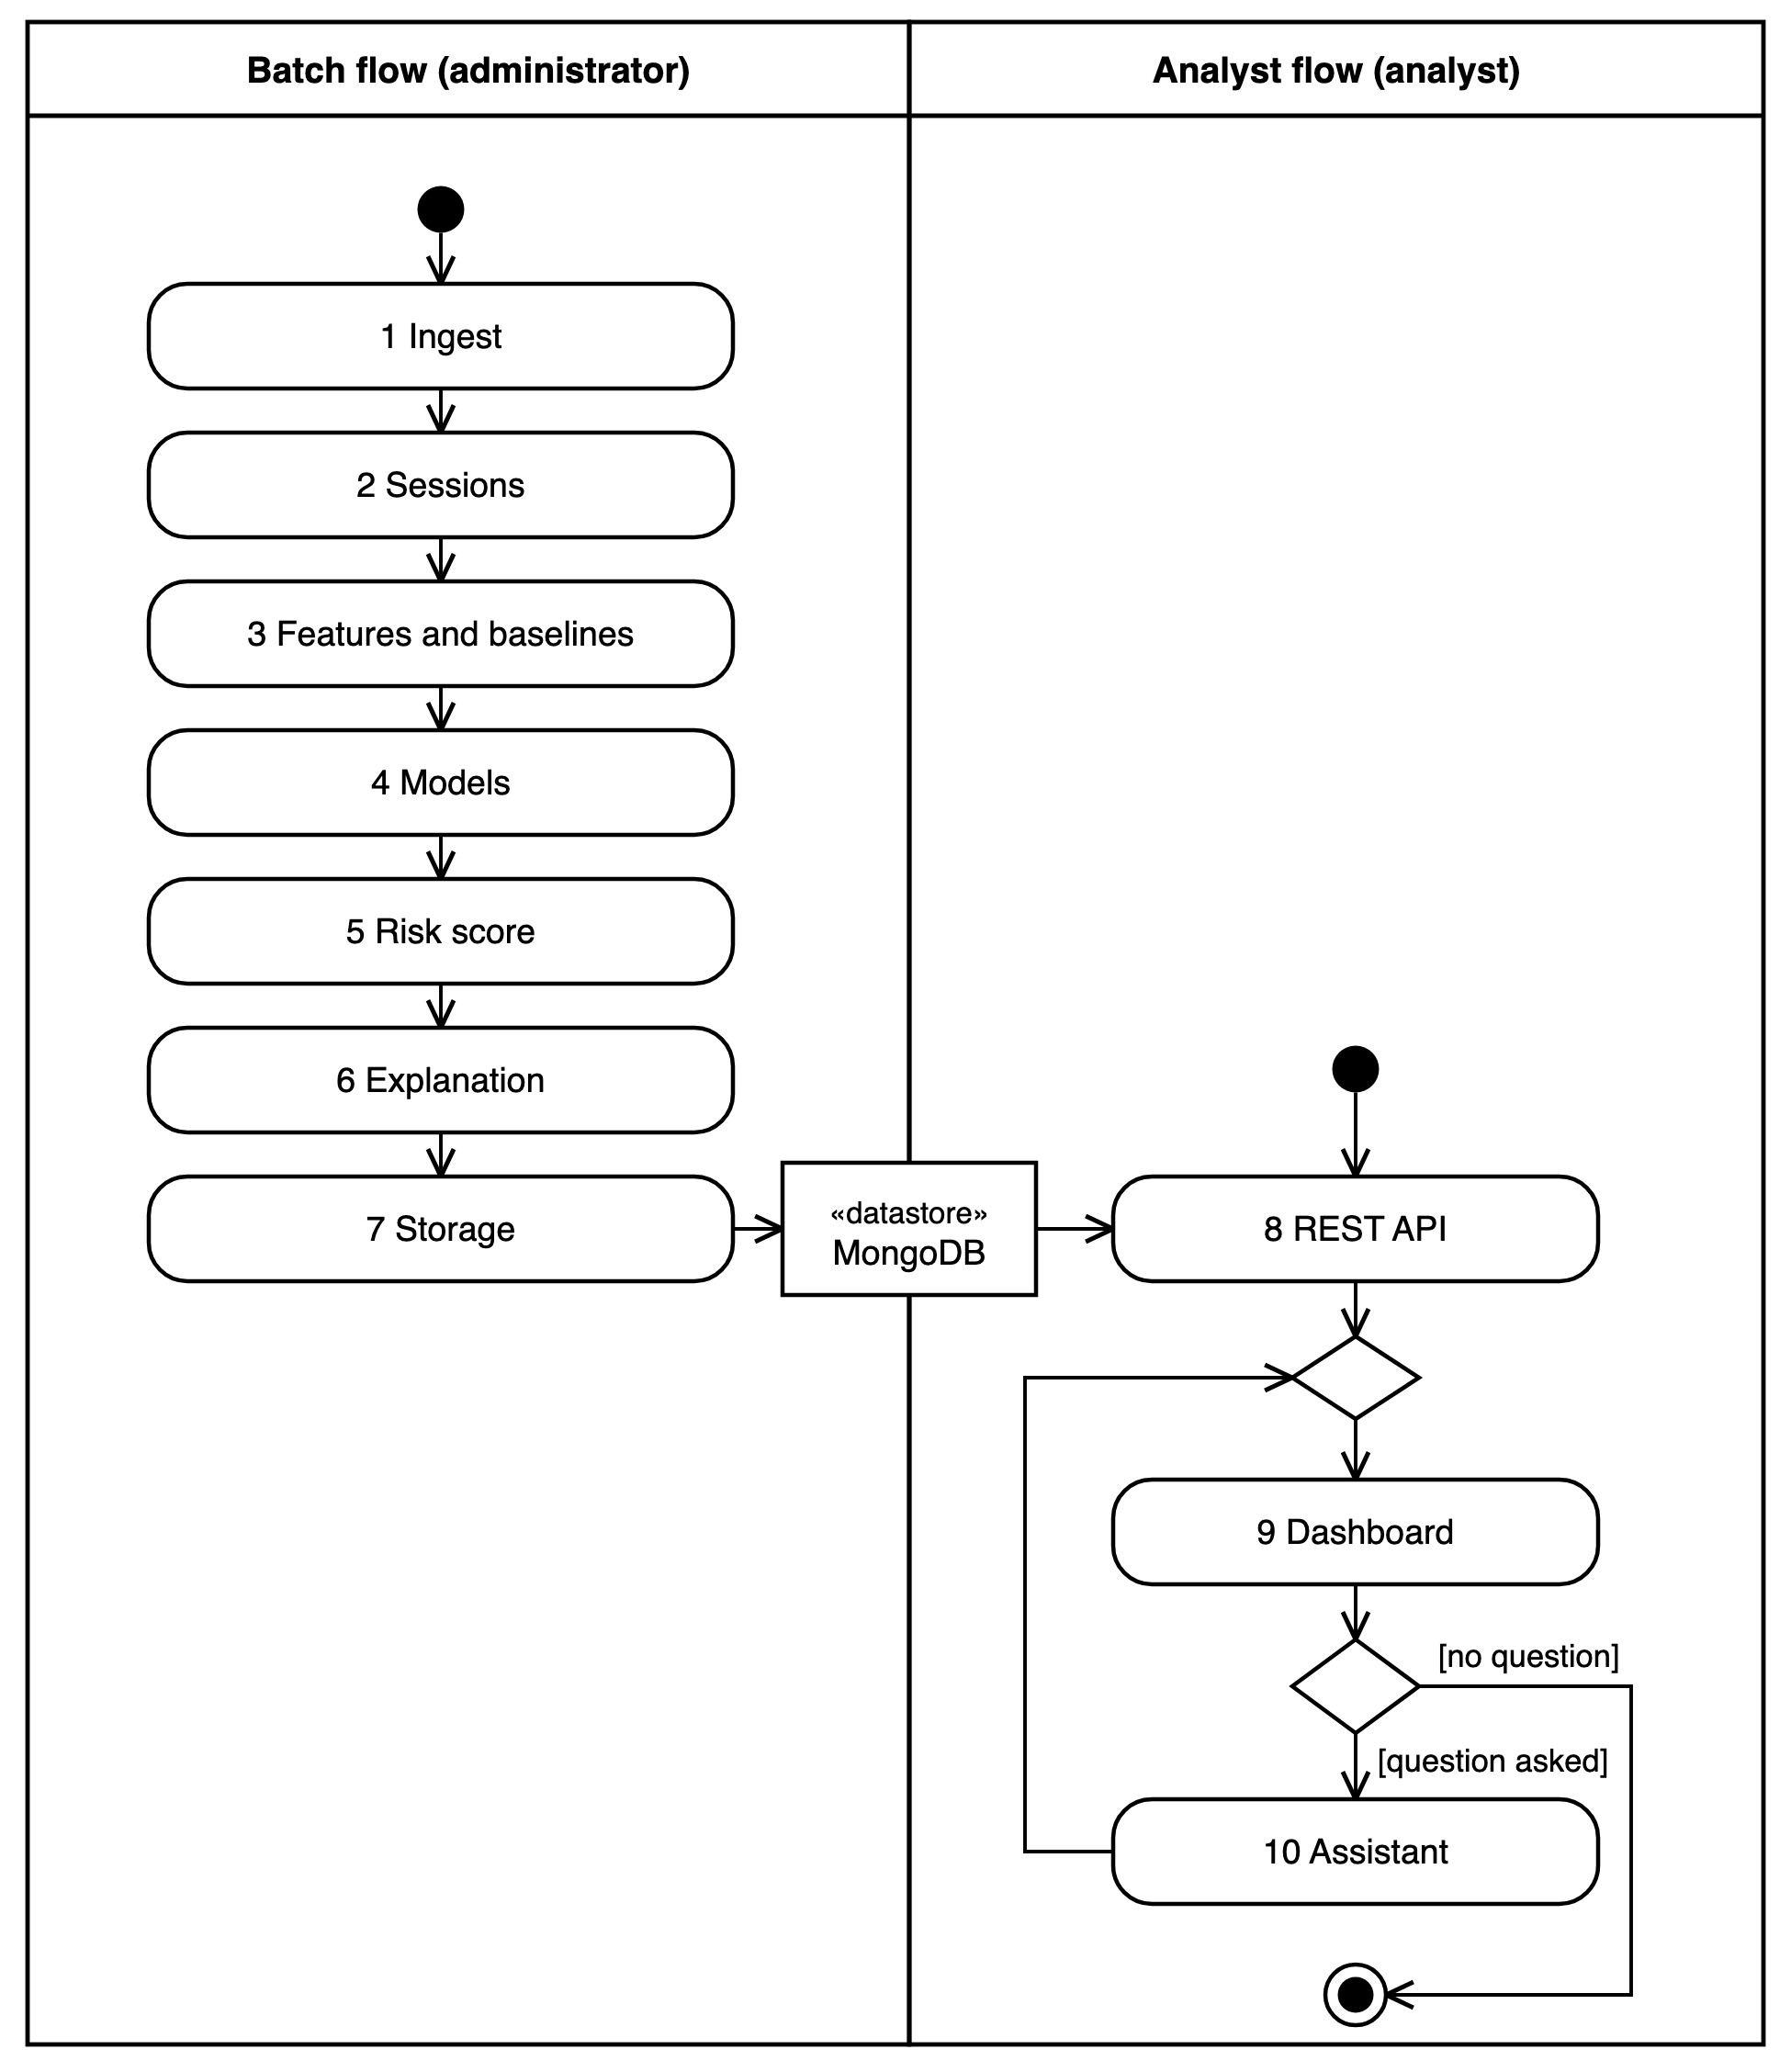 Batch flow (administrator)
Analyst flow (analyst)
1 Ingest
2 Sessions
3 Features and baselines
4 Models
5 Risk score
6 Explanation
7 Storage
«datastore»
MongoDB
8 REST API
9 Dashboard
[no question]
[question asked]
10 Assistant